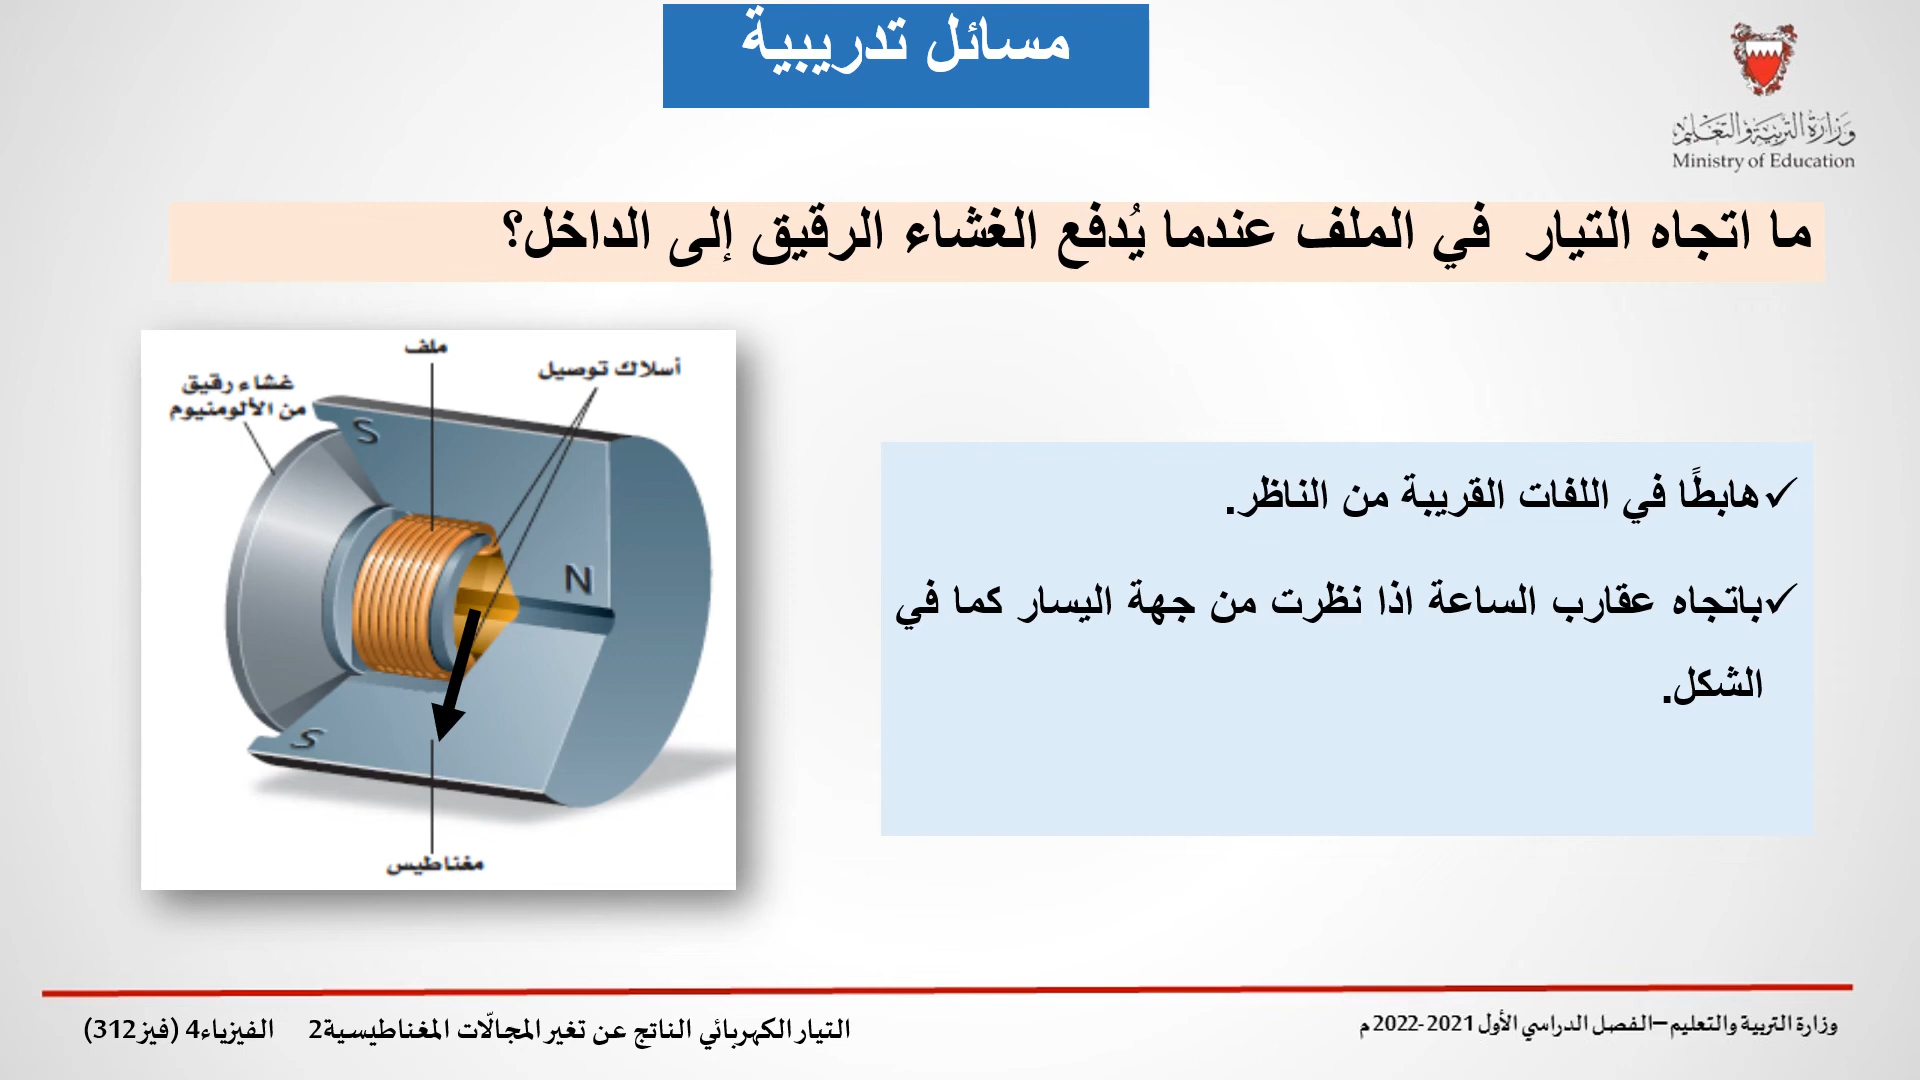 مسائل تدريبية
وزارة التربية والتعليم
Ministry of Education
ما اتجاه التيار في الملف عندما يُدفع الغشاء الرقيق إلى الداخل؟
ملف
أسلاك توصيل
غشاء رقيق
من الألومنيوم
S
N
S
مغناطيس
✓هابطًا في اللفات القريبة من الناظر.
✓باتجاه عقارب الساعة اذا نظرت من جهة اليسار كما في
الشكل.
وزارة التربية والتعليم–الفصل الدراسي الأول 2021-2022م
التيار الكهربائي الناتج عن تغير المجالّات المغناطيسية2 الفيزياء4 (فيز312)